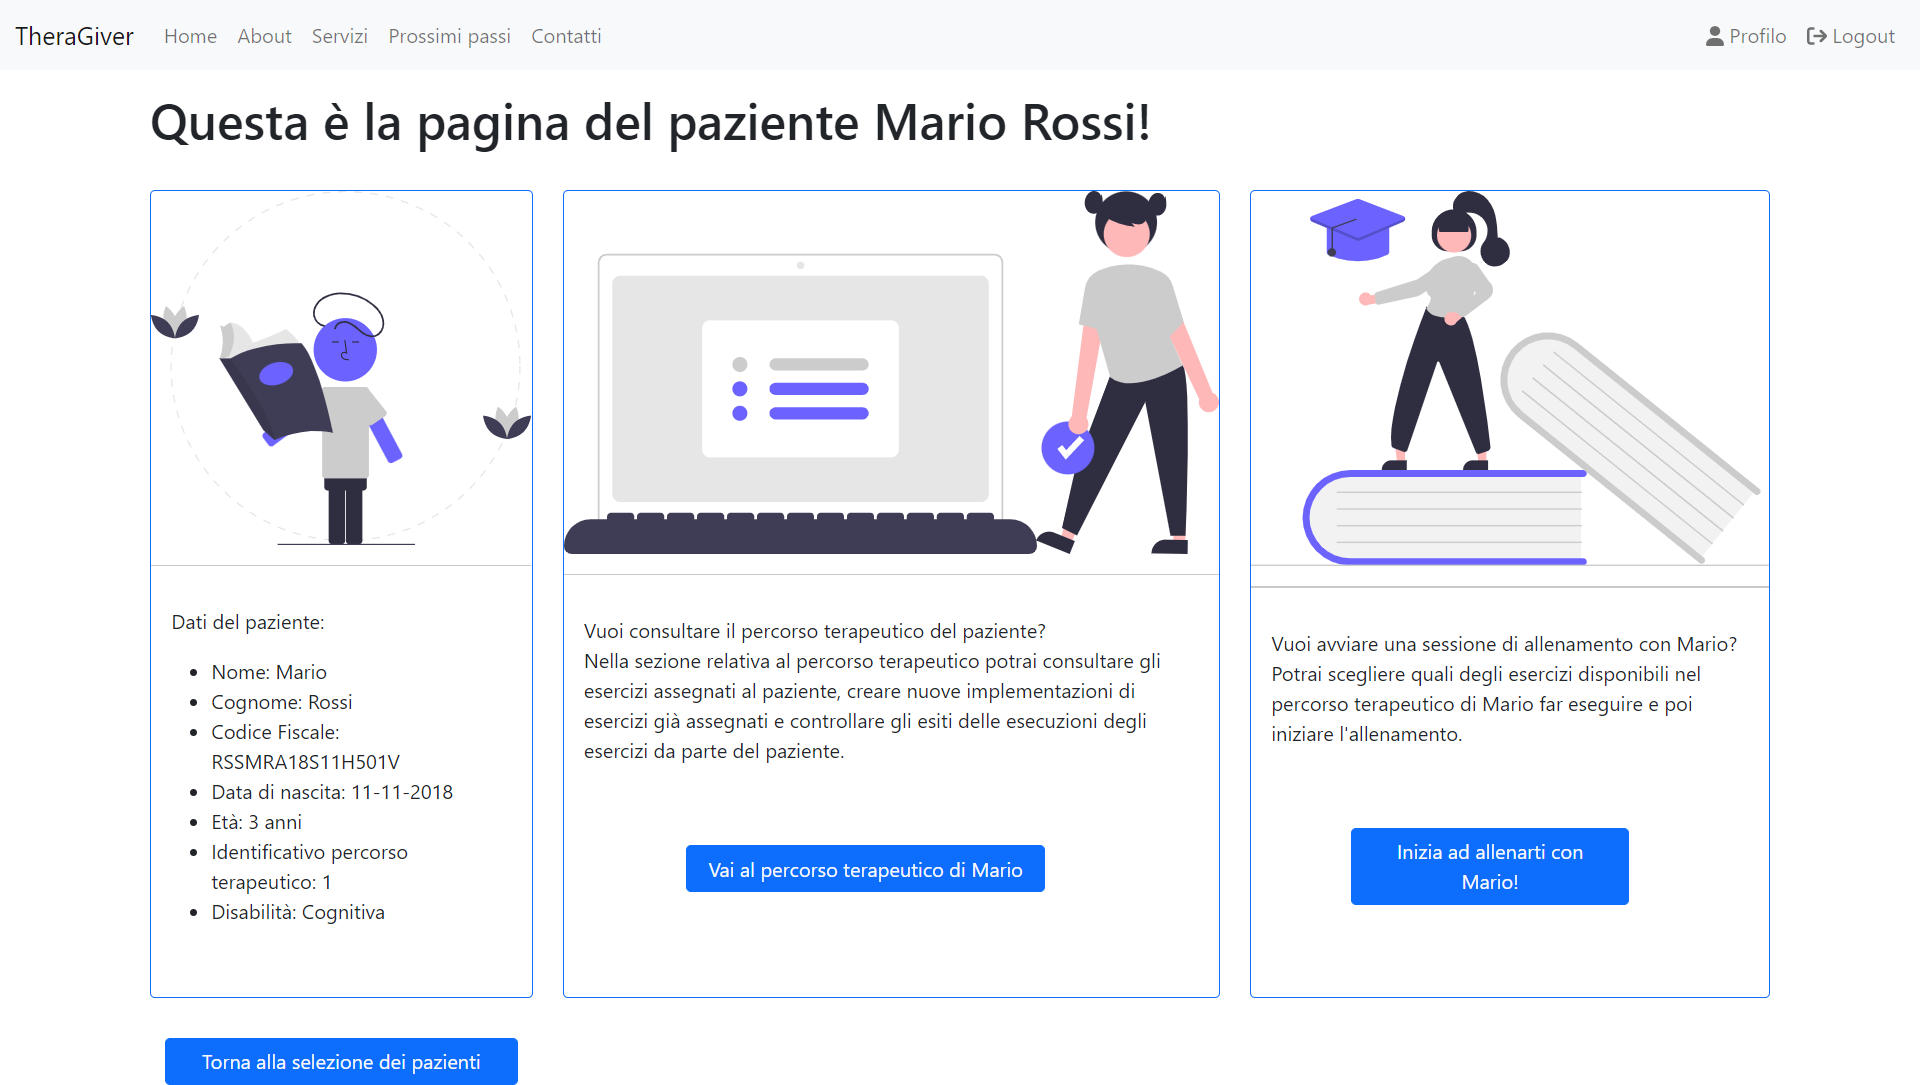 TheraGiver Home About Servizi Prossimi passi Contatti Profilo Logout
Questa è la pagina del paziente Mario Rossi!
Dati del paziente:
Nome: Mario
Cognome: Rossi
Codice Fiscale:
RSSMRA18S11H501V
Data di nascita: 11-11-2018
Età: 3 anni
Identificativo percorso
terapeutico: 1
Disabilità: Cognitiva
Vuoi consultare il percorso terapeutico del paziente?
Nella sezione relativa al percorso terapeutico potrai consultare gli
esercizi assegnati al paziente, creare nuove implementazioni di
esercizi già assegnati e controllare gli esiti delle esecuzioni degli
esercizi da parte del paziente.
Vai al percorso terapeutico di Mario
Vuoi avviare una sessione di allenamento con Mario?
Potrai scegliere quali degli esercizi disponibili nel
percorso terapeutico di Mario far eseguire e poi
iniziare l'allenamento.
Inizia ad allenarti con
Mario!
Torna alla selezione dei pazienti